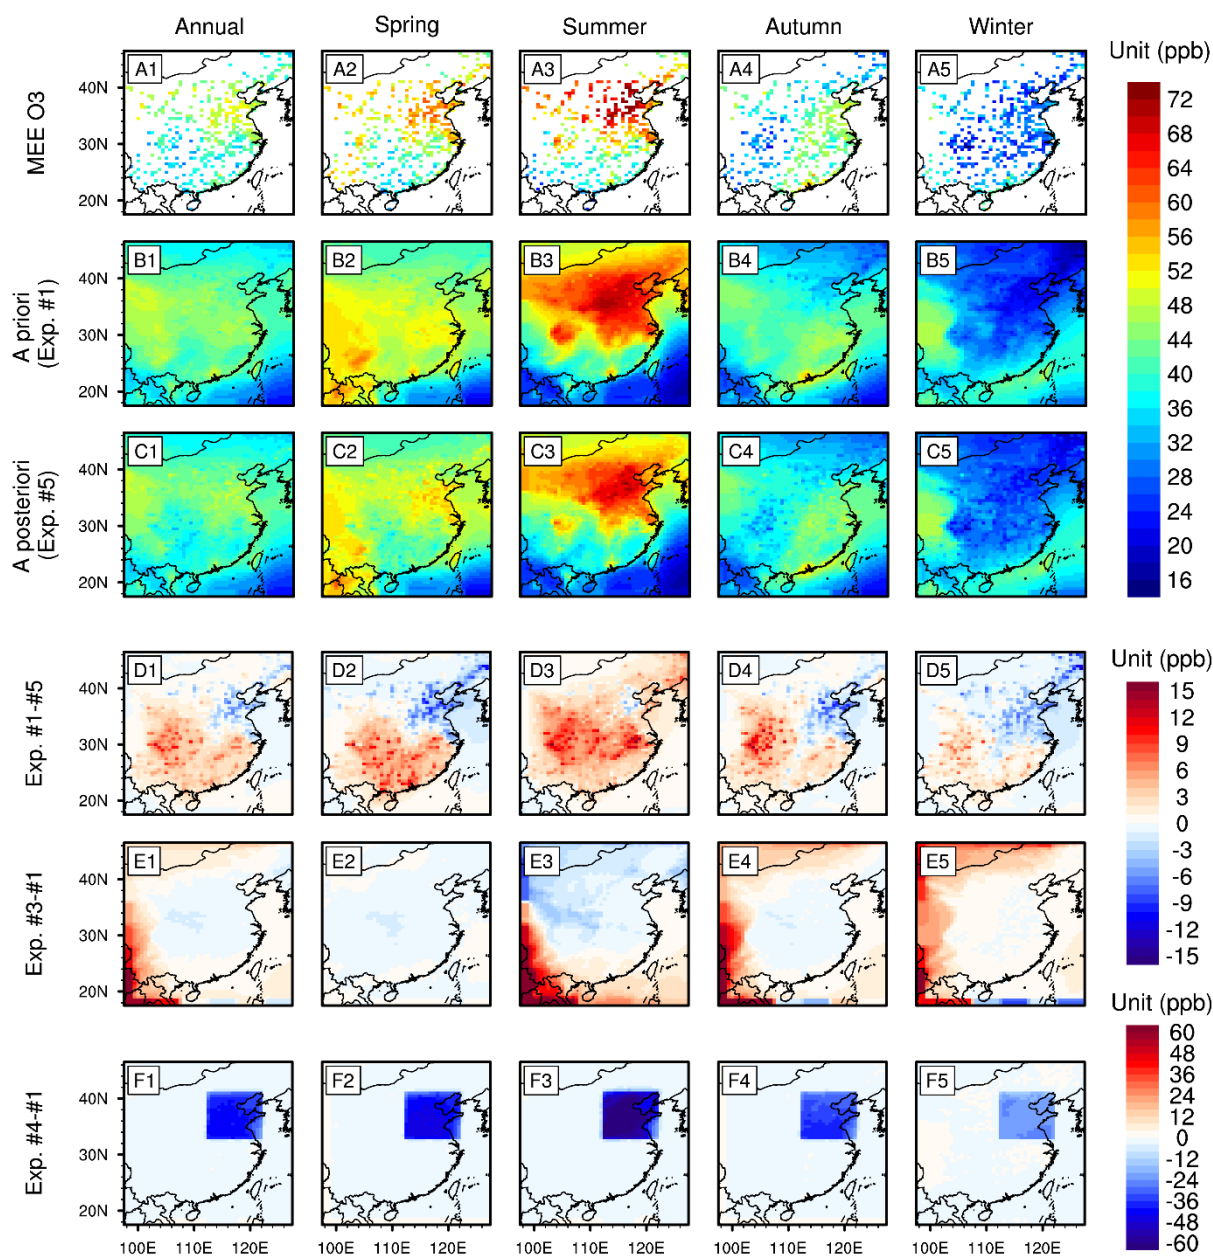 Annual Spring Summer Autumn Winter
Unit (ppb)
MEE O3
40N
30N
20N
A1 A2 A3 A4 A5
A priori
(Exp. #1)
40N
30N
20N
B1 B2 B3 B4 B5
A posteriori
(Exp. #5)
40N
30N
20N
C1 C2 C3 C4 C5
72
68
64
60
56
52
48
44
40
36
32
28
24
20
16
Exp. #1-#5
40N
30N
20N
D1 D2 D3 D4 D5
Unit (ppb)
15
12
9
6
3
0
-3
-6
-9
-12
-15
Exp. #3-#1
40N
30N
20N
E1 E2 E3 E4 E5
Unit (ppb)
60
48
36
24
12
0
-12
-24
-36
-48
-60
Exp. #4-#1
40N
30N
20N
F1 F2 F3 F4 F5
100E 110E 120E 100E 110E 120E 100E 110E 120E 100E 110E 120E 100E 110E 120E